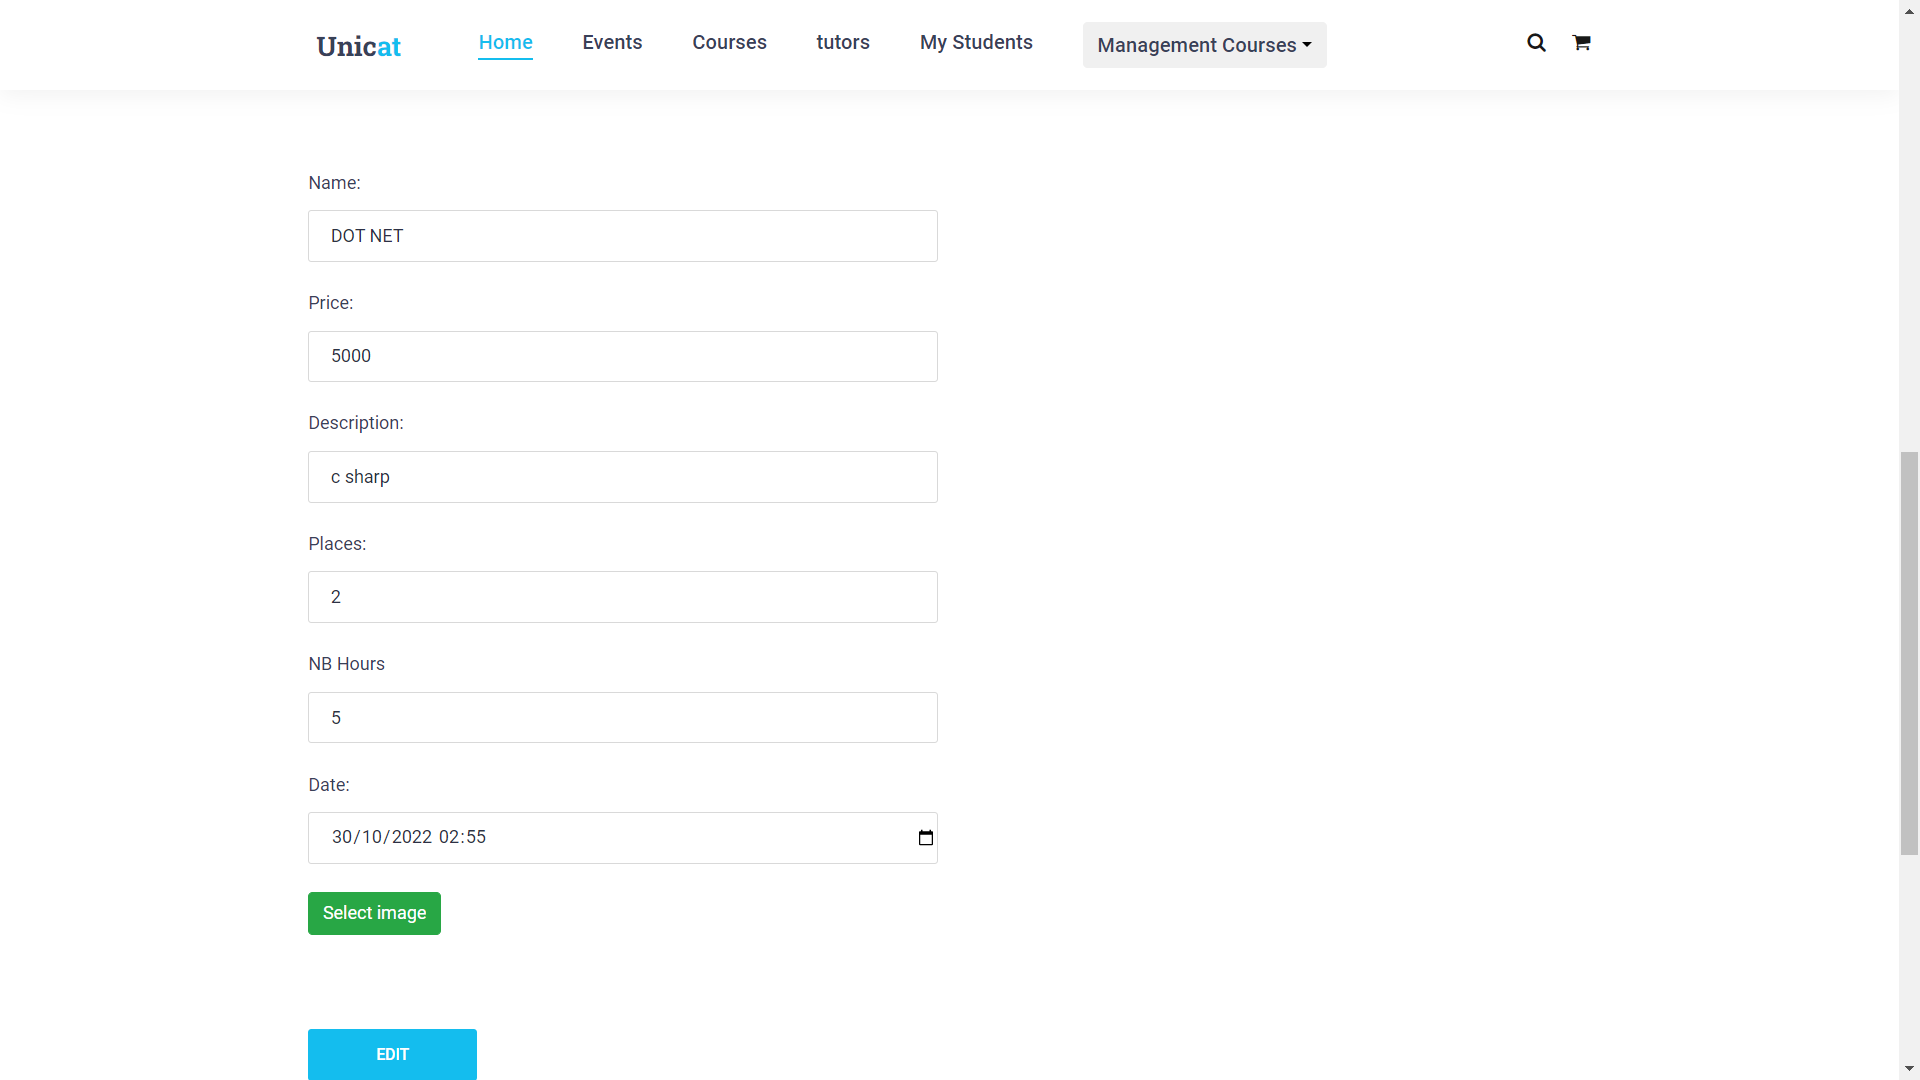 Unicat
Home Events Courses tutors My Students Management Courses
Name:
DOT NET
Price:
5000
Description:
c sharp
Places:
2
NB Hours
5
Date:
30/10/2022 02:55
Select image
EDIT